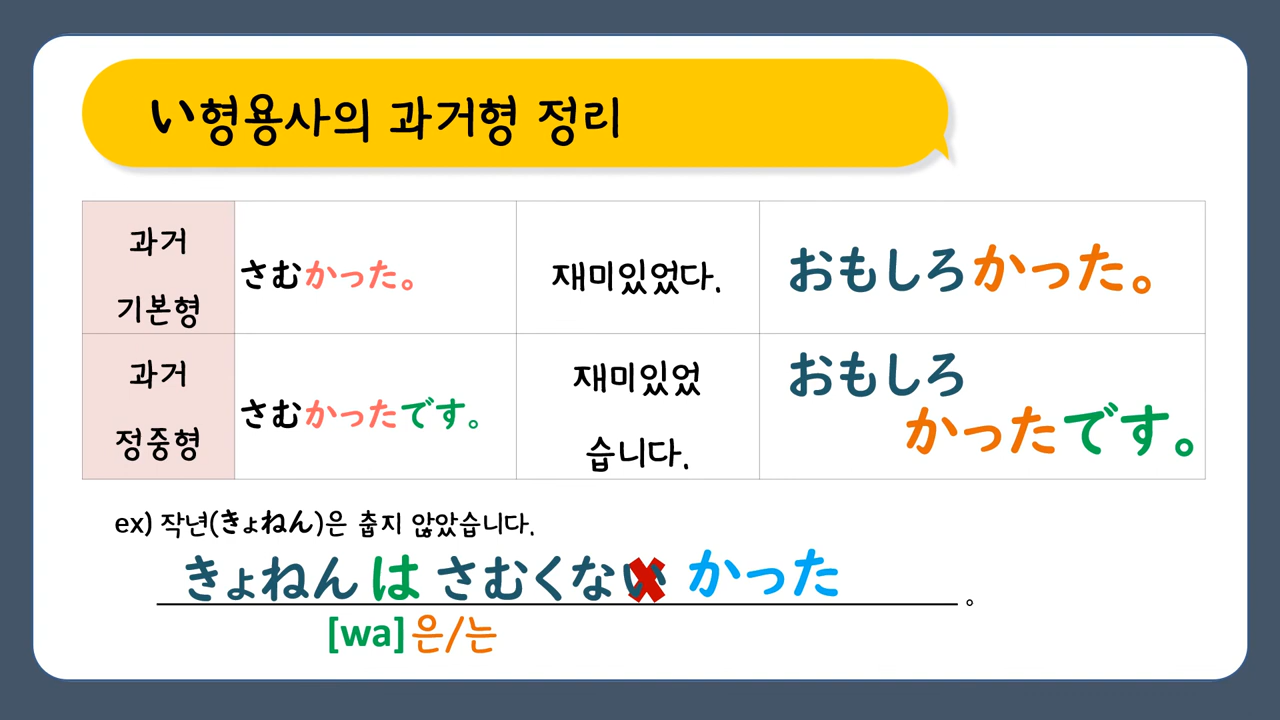 い형용사의 과거형 정리
과거
기본형
さむかった。
재미있었다.
おもしろかった。
과거
정중형
さむかったです。
재미있었
습니다.
おもしろ
かったです。
ex) 작년(きょねん)은 춥지 않았습니다.
きょねん は さむくない かった
。
[wa] 은/는